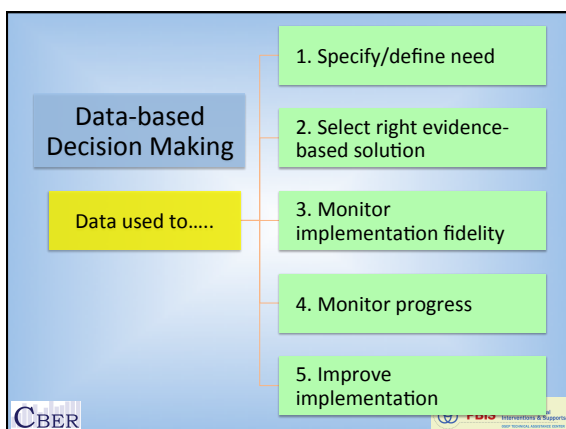 Data-based
Decision Making
Data used to.....
1. Specify/define need
2. Select right evidence-
based solution
3. Monitor
implementation fidelity
4. Monitor progress
5. Improve
implementation
CBER
PBIS
Interventions & Supports